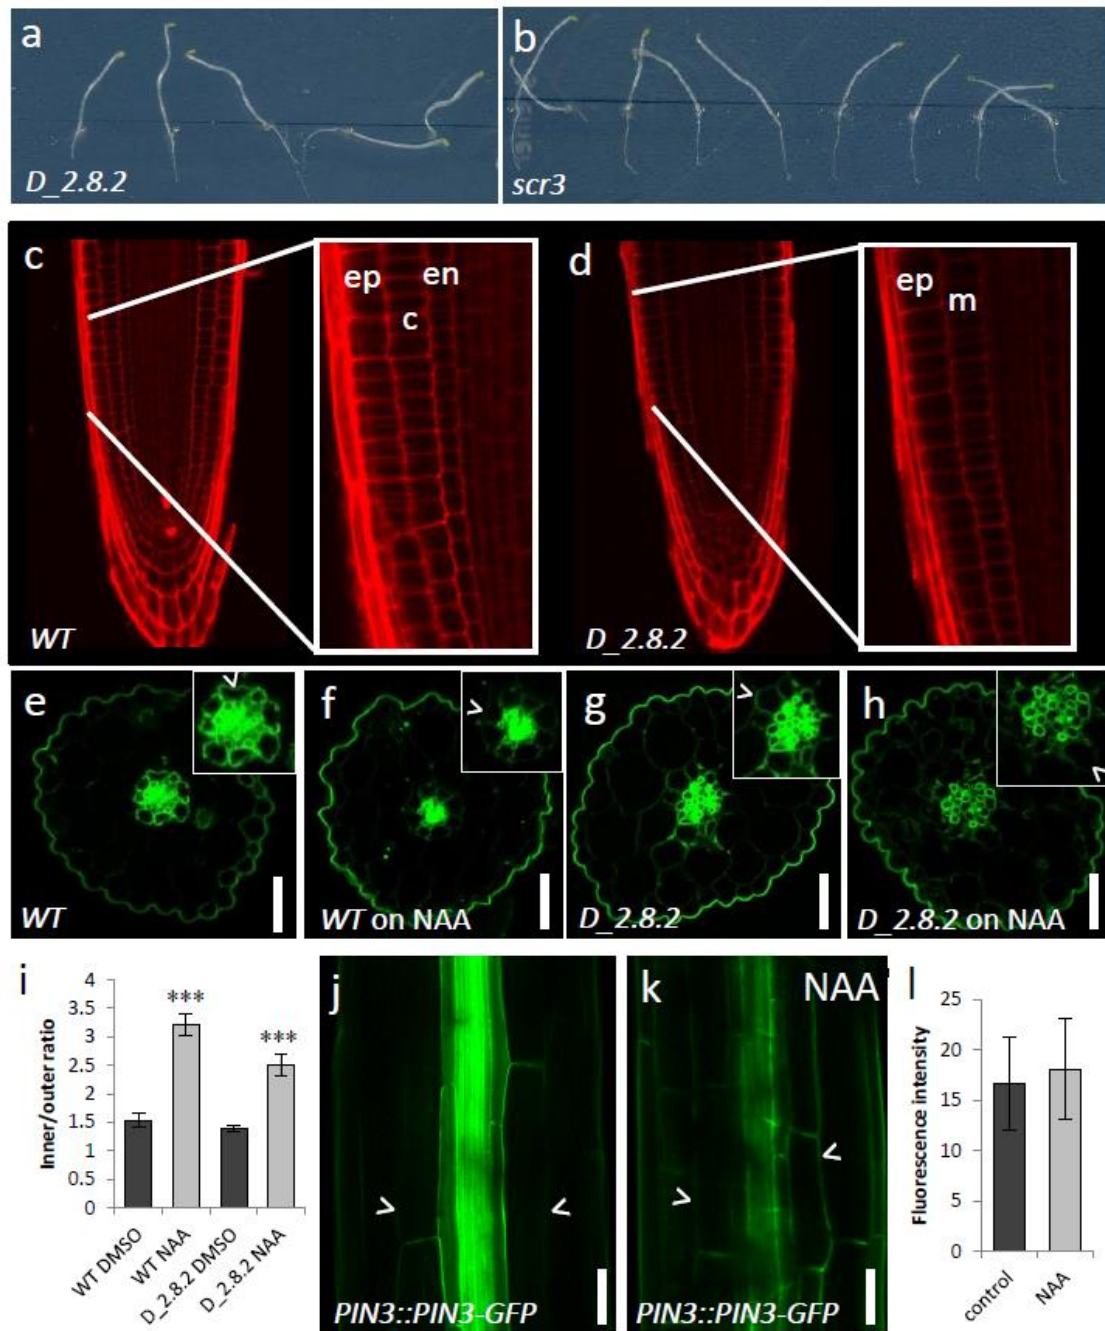 a
D_2.8.2
b
scr3
c
WT
ep
en
c
d
D_2.8.2
ep
m
e
WT
f
WT on NAA
g
D_2.8.2
h
D_2.8.2 on NAA
i
Inner/outer ratio
4
3.5
3
2.5
2
1.5
1
0.5
0
***
***
WT DMSO
WT NAA
D_2.8.2 DMSO
D_2.8.2 NAA
j
PIN3::PIN3-GFP
k
NAA
PIN3::PIN3-GFP
l
Fluorescence intensity
25
20
15
10
5
0
control
NAA